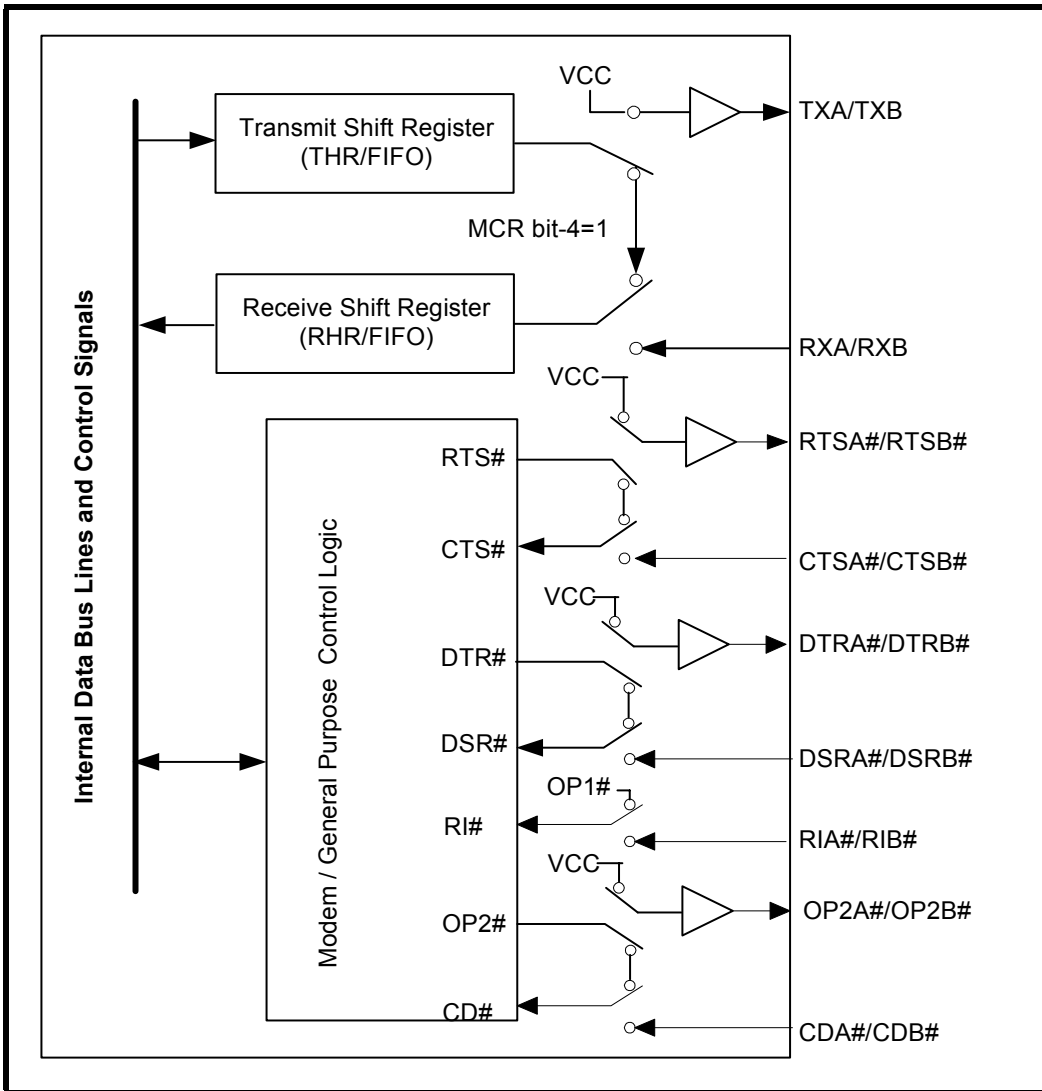 VCC
TXA/TXB
Transmit Shift Register
(THR/FIFO)
MCR bit-4=1
Receive Shift Register
(RHR/FIFO)
RXA/RXB
VCC
RTSA#/RTSB#
RTS#
CTS#
CTSA#/CTSB#
VCC
DTRA#/DTRB#
DTR#
DSR#
DSRA#/DSRB#
OP1#
RI#
RIA#/RIB#
VCC
OP2A#/OP2B#
OP2#
CD#
CDA#/CDB#
Internal Data Bus Lines and Control Signals
Modem / General Purpose Control Logic